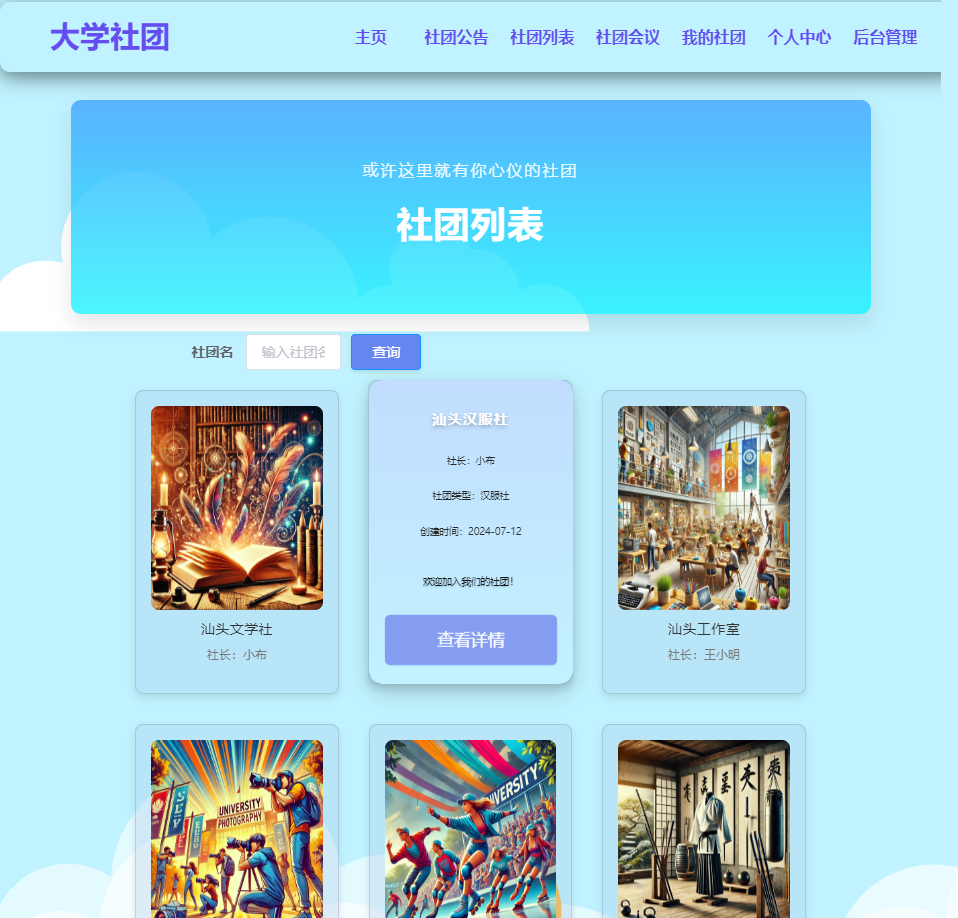 大学社团
主页 社团公告 社团列表 社团会议 我的社团 个人中心 后台管理
或许这里就有你心仪的社团
社团列表
社团名 输入社团名 查询
汕头文学社
社长：小布
汕头汉服社
社长：小布
社团类型：汉服社
创建时间：2024-07-12
欢迎加入我们的社团！
查看详情
汕头工作室
社长：王小明
UNIVERSITY
PHOTOGRAPHY